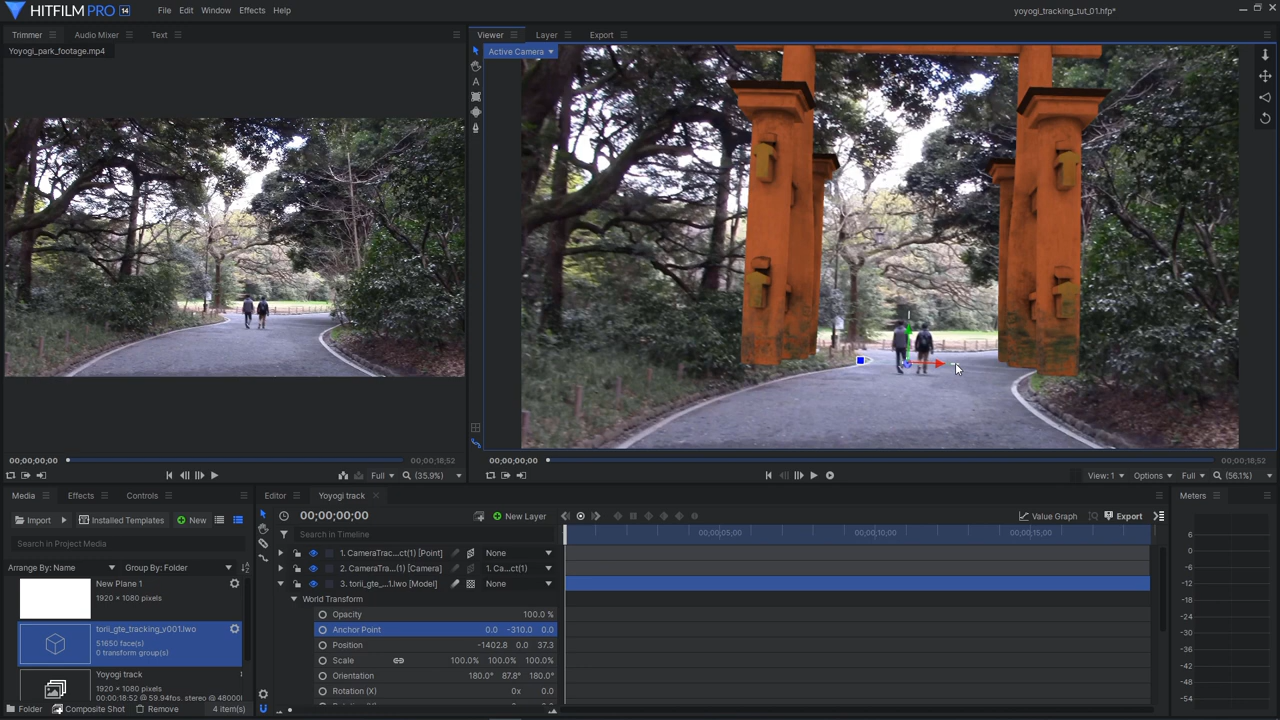 HITFILM PRO 14 File Edit Window Effects Help yoyogi_tracking_tut_01.hfp*
Trimmer Audio Mixer Text Viewer Layer Export
Yoyogi_park_footage.mp4 Active Camera
00;00;00;00 00;00;18;52 00;00;00;00 00;00;18;52
Full (35.9%) View: 1 Options Full (56.1%)
Media Effects Controls Editor Yoyogi track Meters
Import Installed Templates New 00;00;00;00 New Layer Value Graph Export
Search in Project Media Search in Timeline 00;00;05;00 00;00;10;00 00;00;15;00
Arrange By: Name Group By: Folder
New Plane 1
1920 × 1080 pixels
torii_gte_tracking_v001.lwo
51650 face(s)
0 transform group(s)
Yoyogi track 1
1920 × 1080 pixels
00:00:18:52 @ 59.94fps, stereo @ 48000
Folder Composite Shot Remove 4 item(s)
1. CameraTrac...ct(1) [Point] None
2. CameraTra...(1) [Camera] 1. Ca...ct(1)
3. torii_gte_...1.lwo [Model] None
World Transform
Opacity 100.0 %
Anchor Point 0.0 -310.0 0.0
Position -1402.8 0.0 37.3
Scale 100.0% 100.0% 100.0%
Orientation 180.0° 87.8° 180.0°
Rotation (X) 0x 0.0
6
0
-6
-12
-18
-24
-30
-36
-42
-48
-54